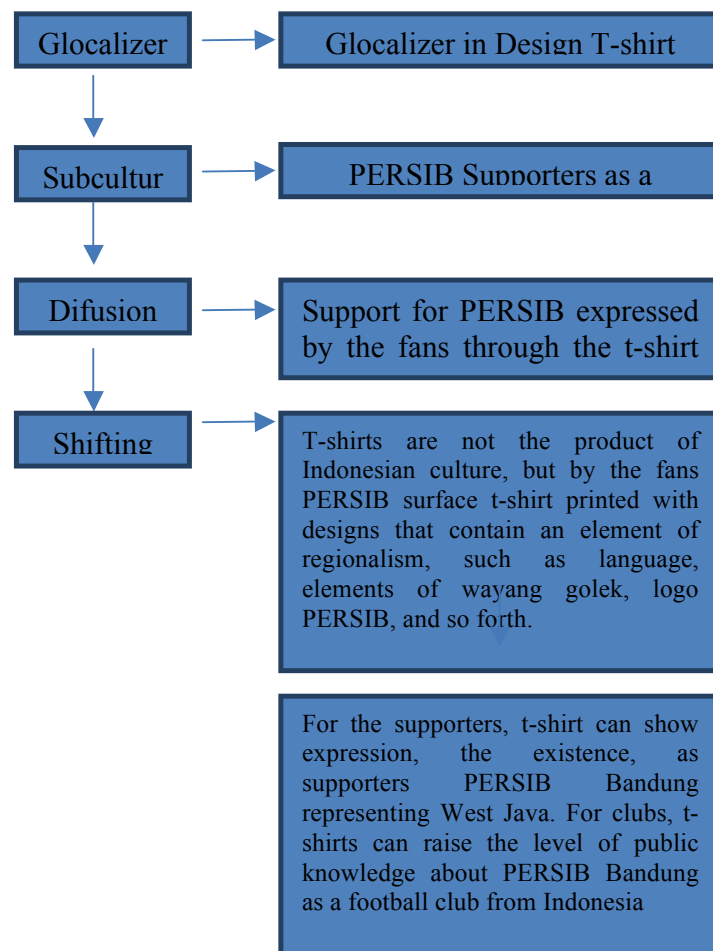 Glocalizer
Glocalizer in Design T-shirt
Subcultur
PERSIB Supporters as a
Difusion
Support for PERSIB expressed
by the fans through the t-shirt
Shifting
T-shirts are not the product of
Indonesian culture, but by the fans
PERSIB surface t-shirt printed with
designs that contain an element of
regionalism, such as language,
elements of wayang golek, logo
PERSIB, and so forth.
For the supporters, t-shirt can show
expression, the existence, as
supporters PERSIB Bandung
representing West Java. For clubs, t-
shirts can raise the level of public
knowledge about PERSIB Bandung
as a football club from Indonesia